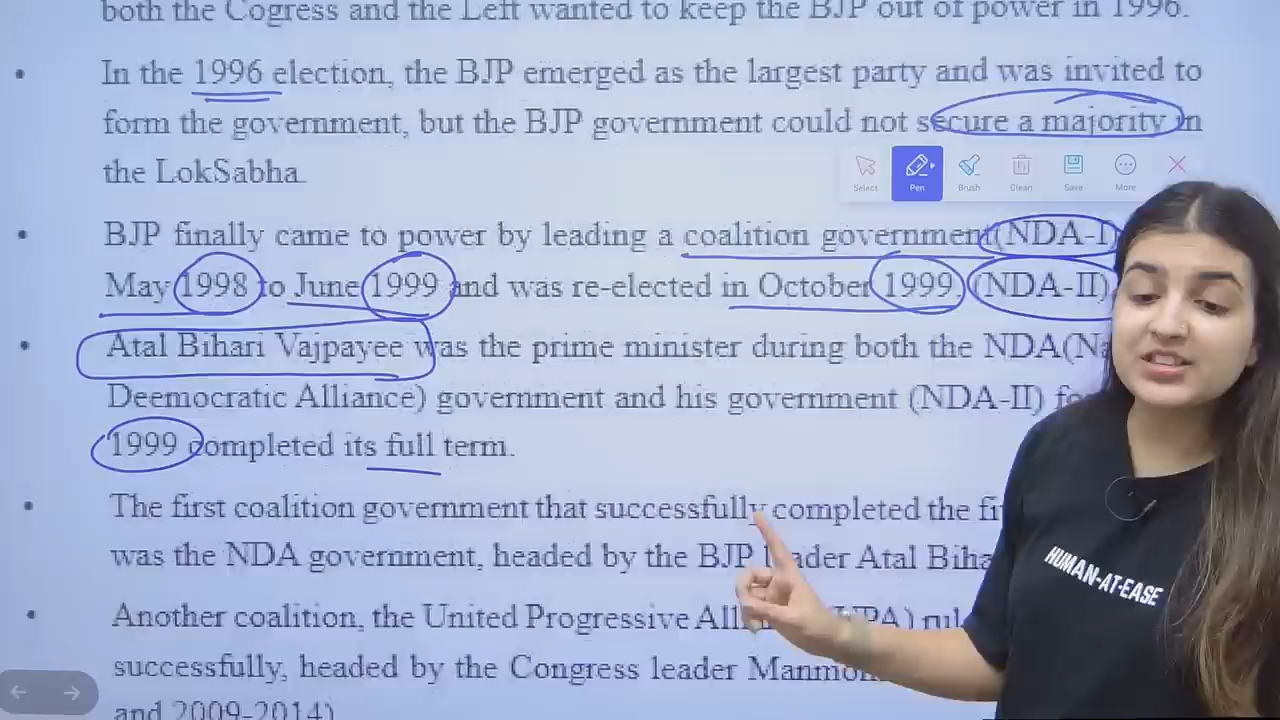 both the Cogress and the Left wanted to keep the BJP out of power in 1996.
• In the 1996 election, the BJP emerged as the largest party and was invited to
form the government, but the BJP government could not secure a majority in
the LokSabha.
Select Pen Brush Clean Save More
• BJP finally came to power by leading a coalition government(NDA-I)
May 1998 to June 1999 and was re-elected in October 1999. (NDA-II)
• Atal Bihari Vajpayee was the prime minister during both the NDA(Na
Deemocratic Alliance) government and his government (NDA-II) fo
1999 completed its full term.
• The first coalition government that successfully completed the fi
was the NDA government, headed by the BJP leader Atal Biha
• Another coalition, the United Progressive All (UPA) rul
successfully, headed by the Congress leader Manmo
and 2009-2014)
HUMAN-AT-EASE